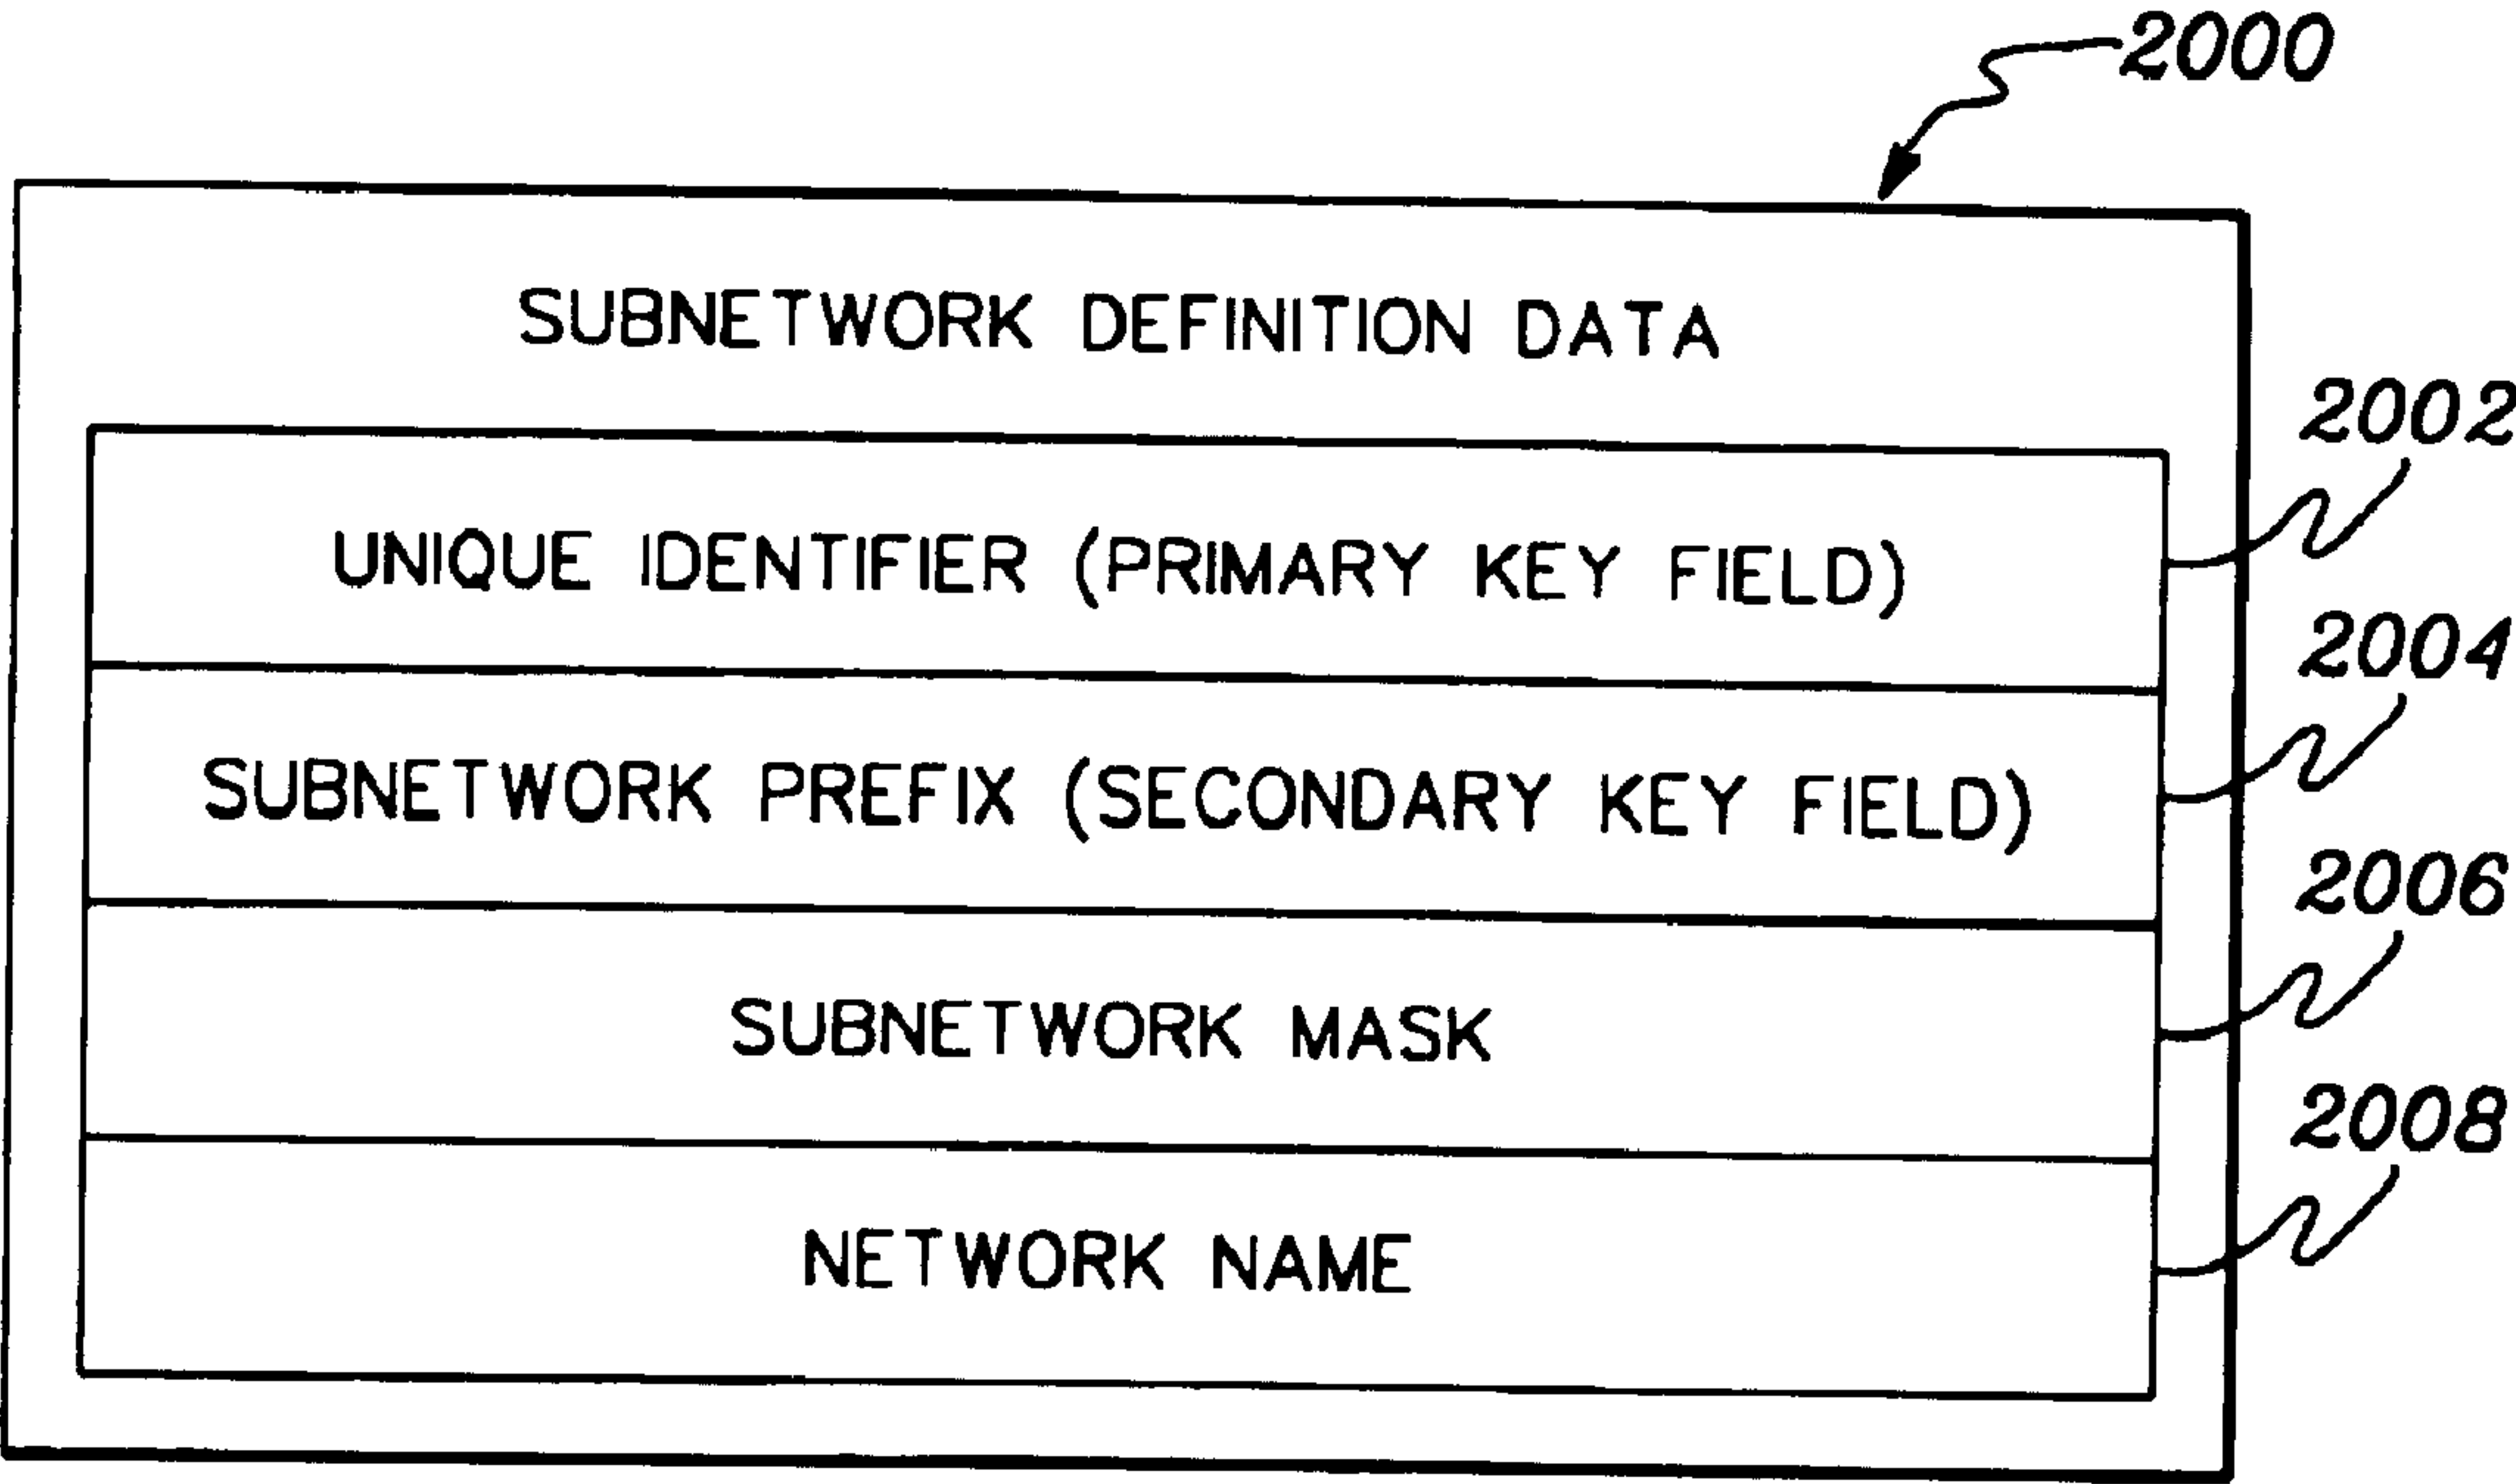 2000
SUBNETWORK DEFINITION DATA
2002
UNIQUE IDENTIFIER (PRIMARY KEY FIELD)
2004
SUBNETWORK PREFIX (SECONDARY KEY FIELD)
2006
SUBNETWORK MASK
2008
NETWORK NAME